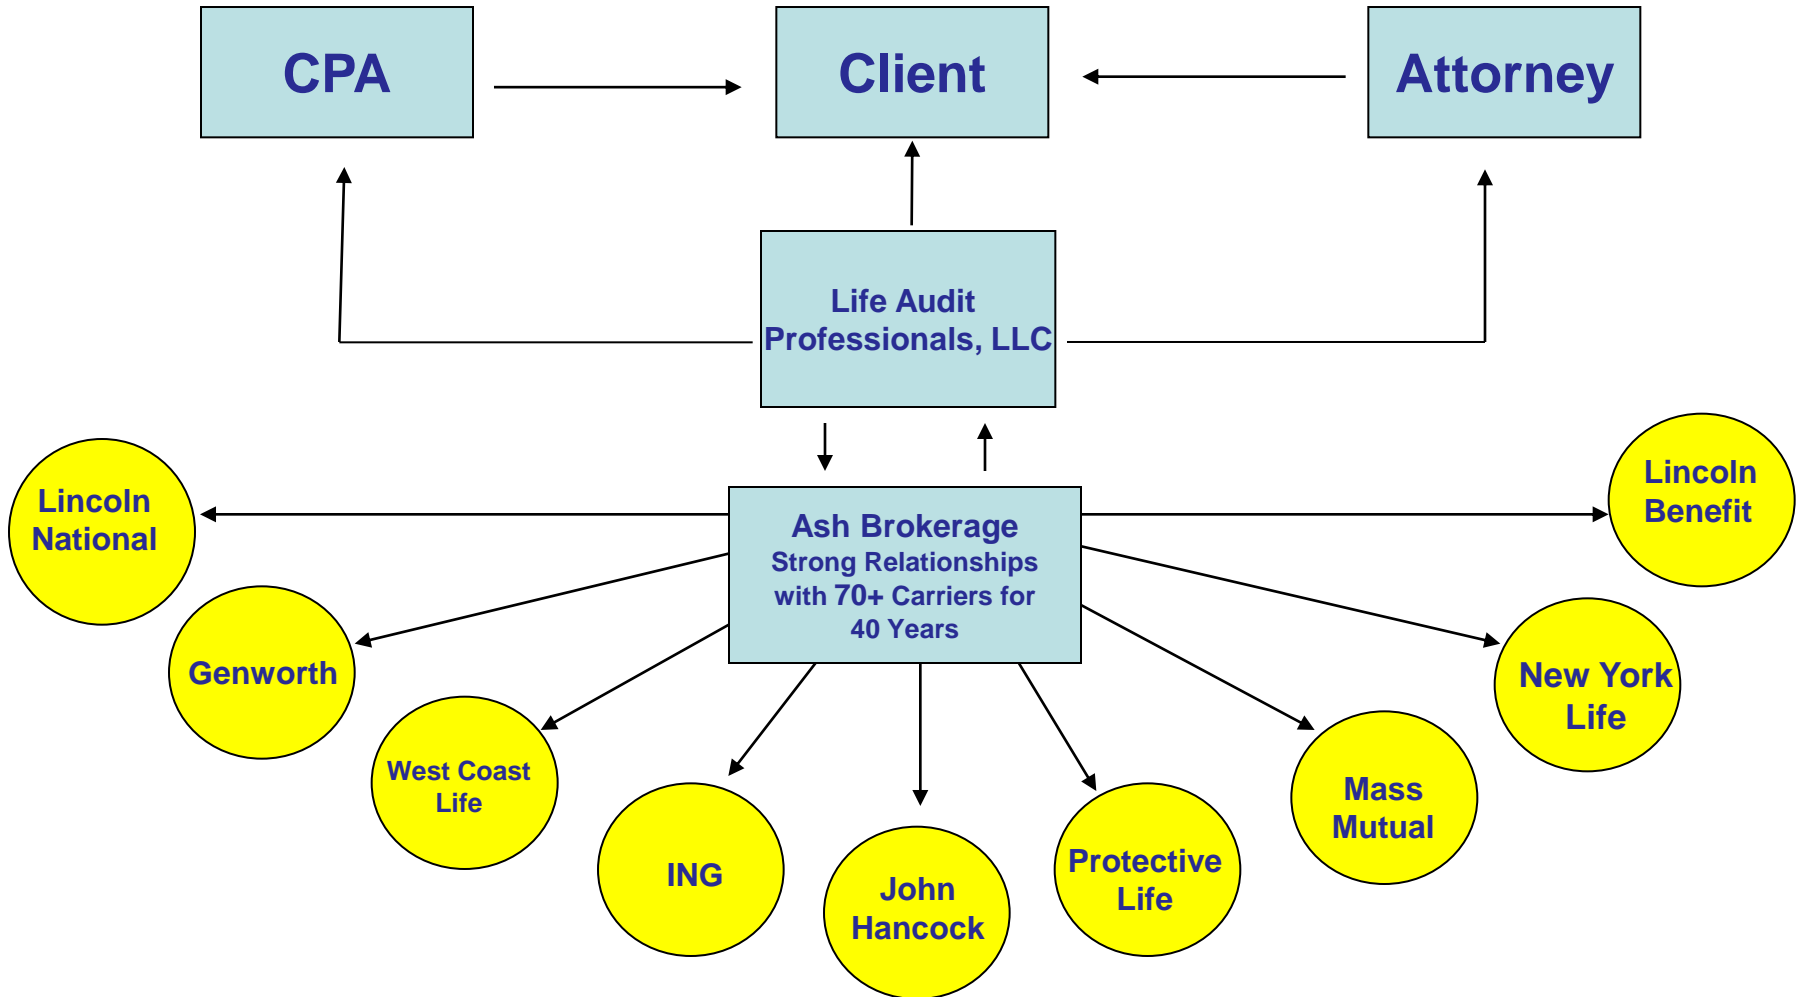 CPA
Client
Attorney
Life Audit
Professionals, LLC
Lincoln
National
Ash Brokerage
Strong Relationships
with 70+ Carriers for
40 Years
Lincoln
Benefit
Genworth
New York
Life
West Coast
Life
Mass
Mutual
ING
Protective
Life
John
Hancock